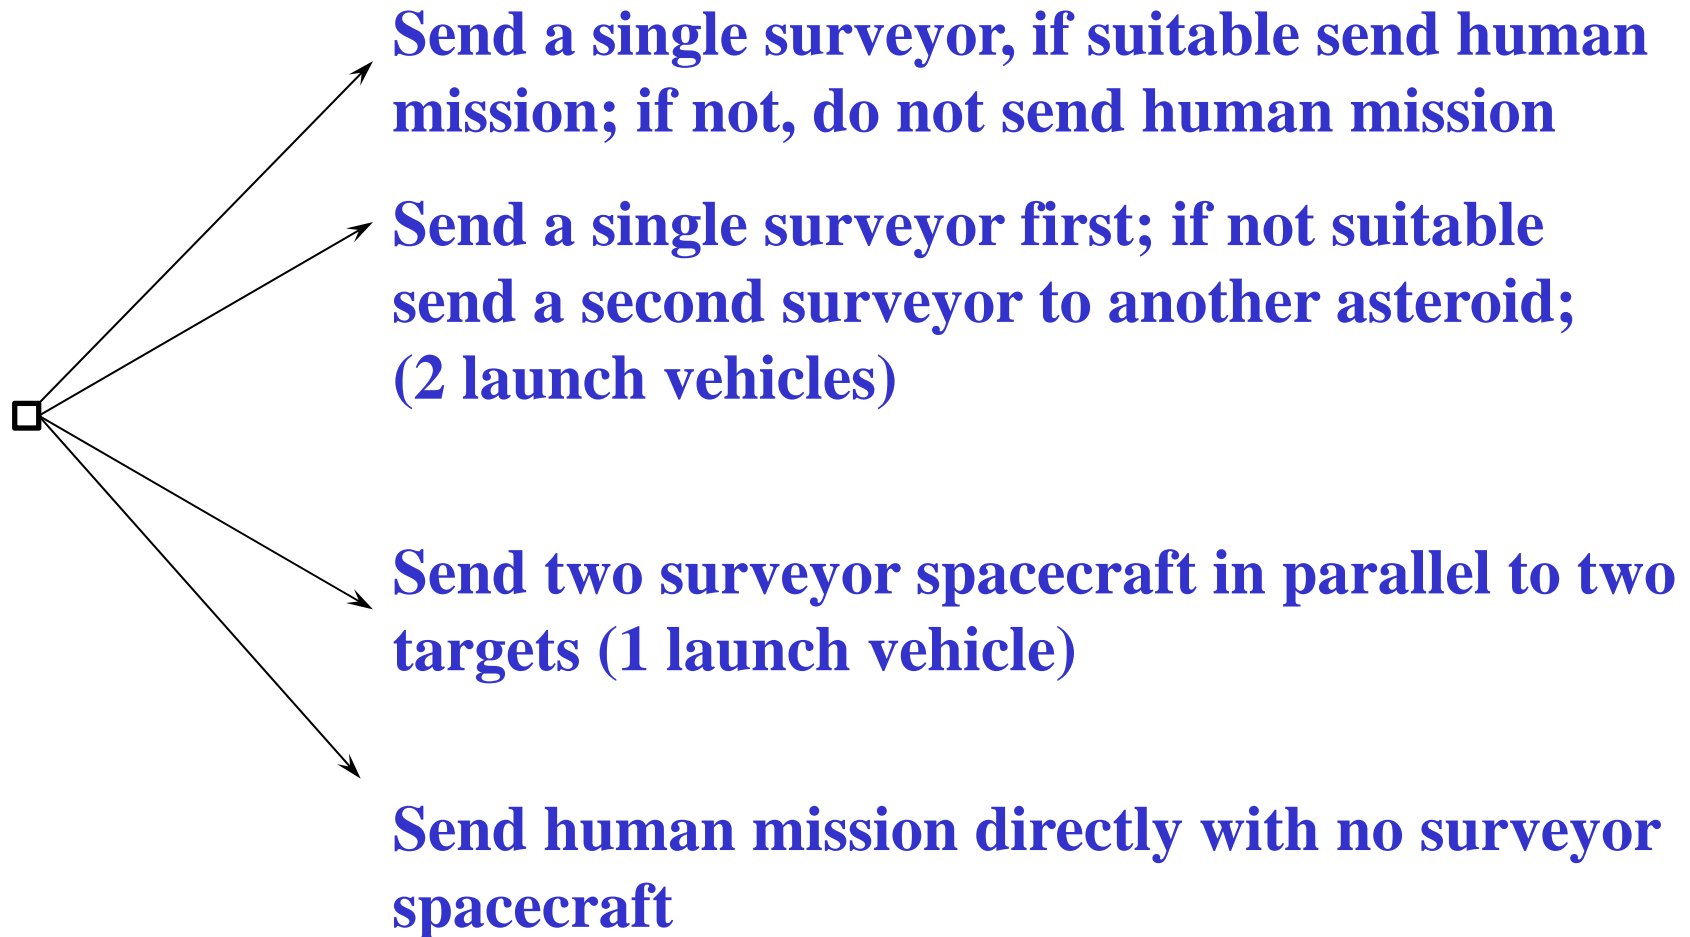 Send a single surveyor, if suitable send human
mission; if not, do not send human mission
Send a single surveyor first; if not suitable
send a second surveyor to another asteroid;
(2 launch vehicles)
Send two surveyor spacecraft in parallel to two
targets (1 launch vehicle)
Send human mission directly with no surveyor
spacecraft